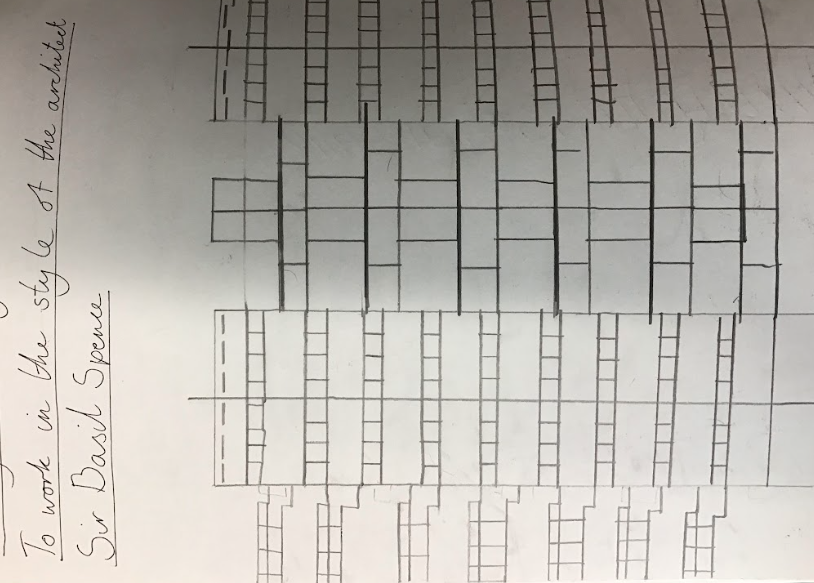 To work in the style of the architect
Sir Basil Spence